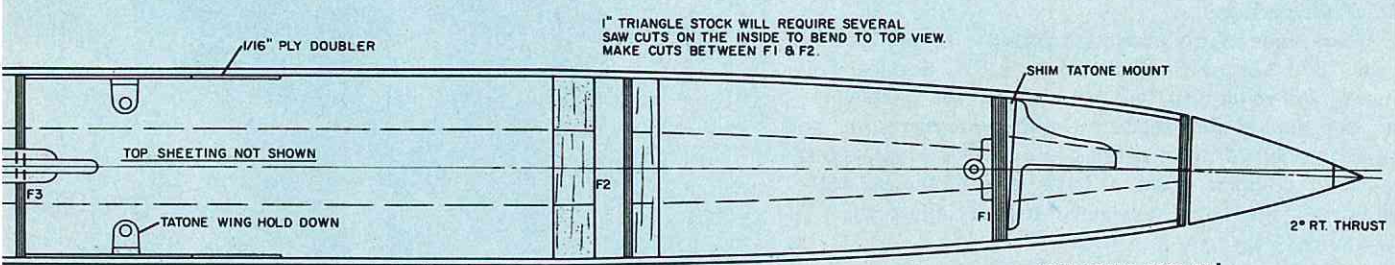 1" TRIANGLE STOCK WILL REQUIRE SEVERAL
SAW CUTS ON THE INSIDE TO BEND TO TOP VIEW.
MAKE CUTS BETWEEN F1 & F2.
1/16" PLY DOUBLER
SHIM TATONE MOUNT
TOP SHEETING NOT SHOWN
F3
F2
F1
TATONE WING HOLD DOWN
2° RT. THRUST